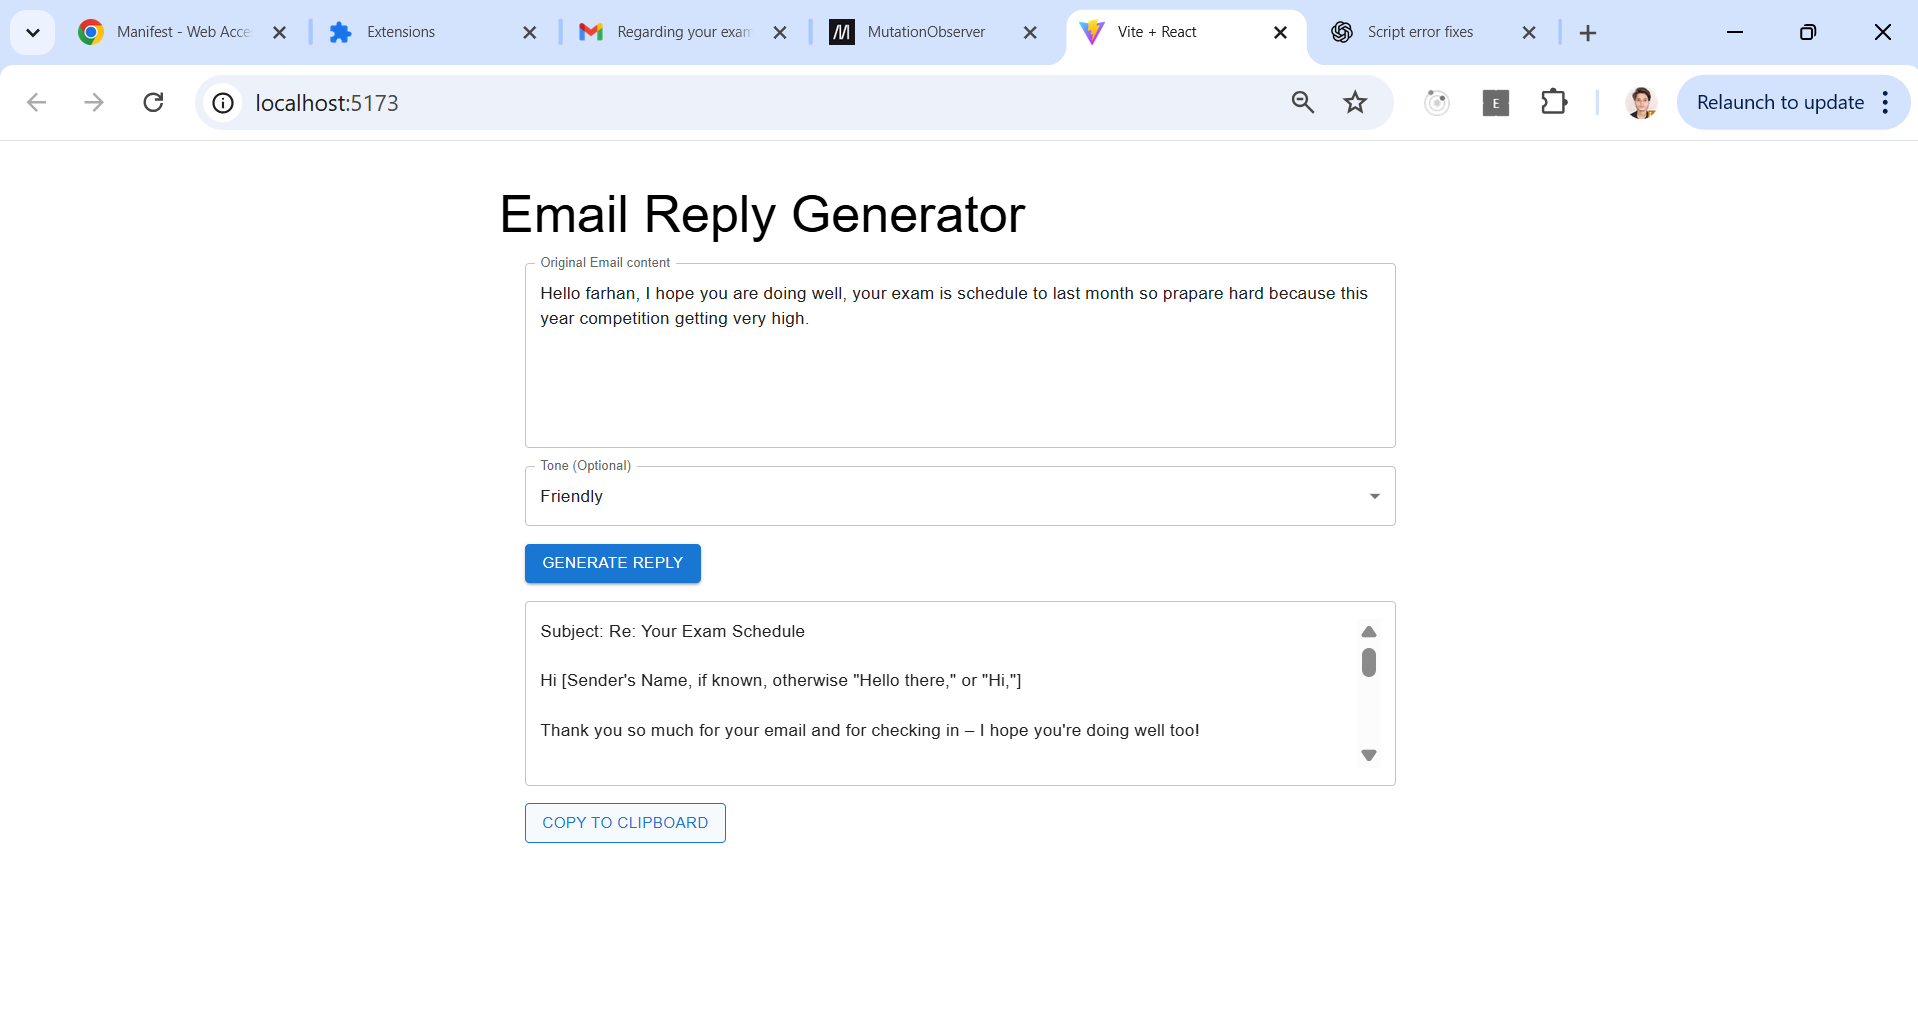 Manifest - Web Acce
Extensions
Regarding your exam
MutationObserver
Vite + React
Script error fixes
localhost:5173
E
Relaunch to update
Email Reply Generator
Original Email content
Hello farhan, I hope you are doing well, your exam is schedule to last month so prapare hard because this
year competition getting very high.
Tone (Optional)
Friendly
GENERATE REPLY
Subject: Re: Your Exam Schedule
Hi [Sender's Name, if known, otherwise "Hello there," or "Hi,"]
Thank you so much for your email and for checking in – I hope you're doing well too!
COPY TO CLIPBOARD